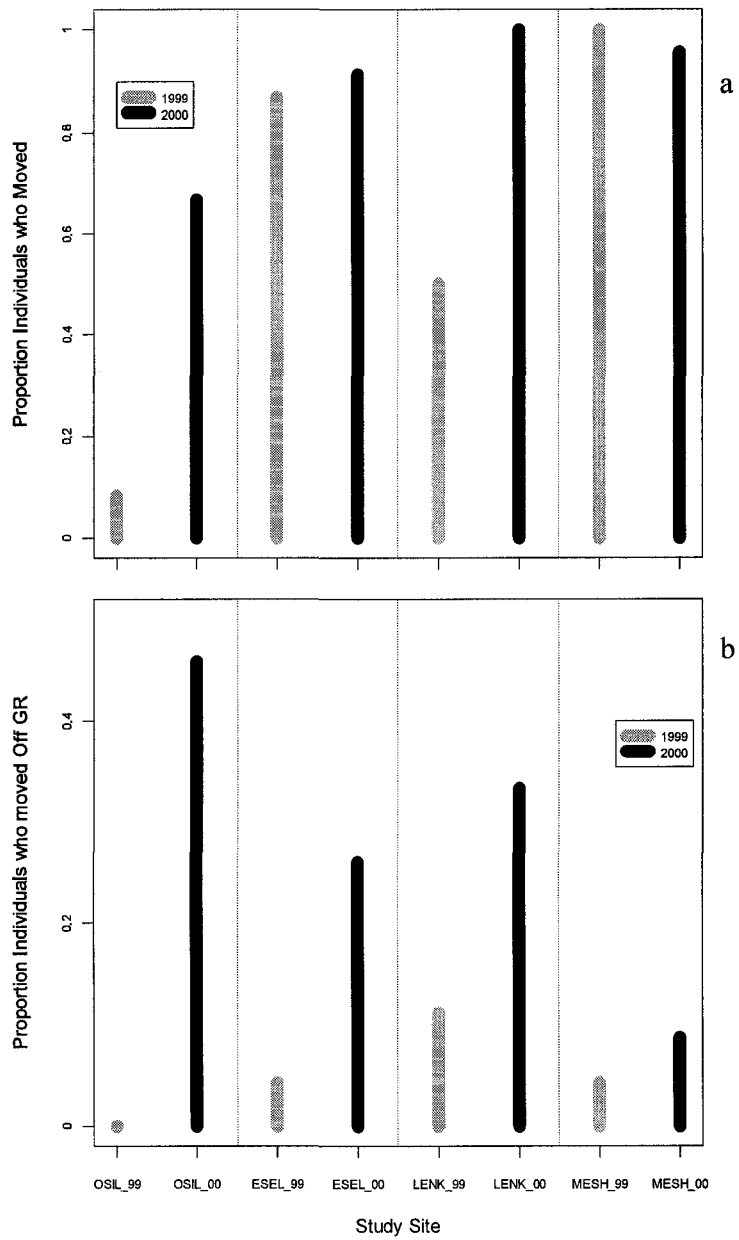 a
1999
2000
Proportion Individuals who Moved
1
0.8
0.6
0.4
0.2
0
b
1999
2000
Proportion Individuals who moved Off GR
0.4
0.2
0
OSIL_99 OSIL_00 ESEL_99 ESEL_00 LENK_99 LENK_00 MESH_99 MESH_00
Study Site